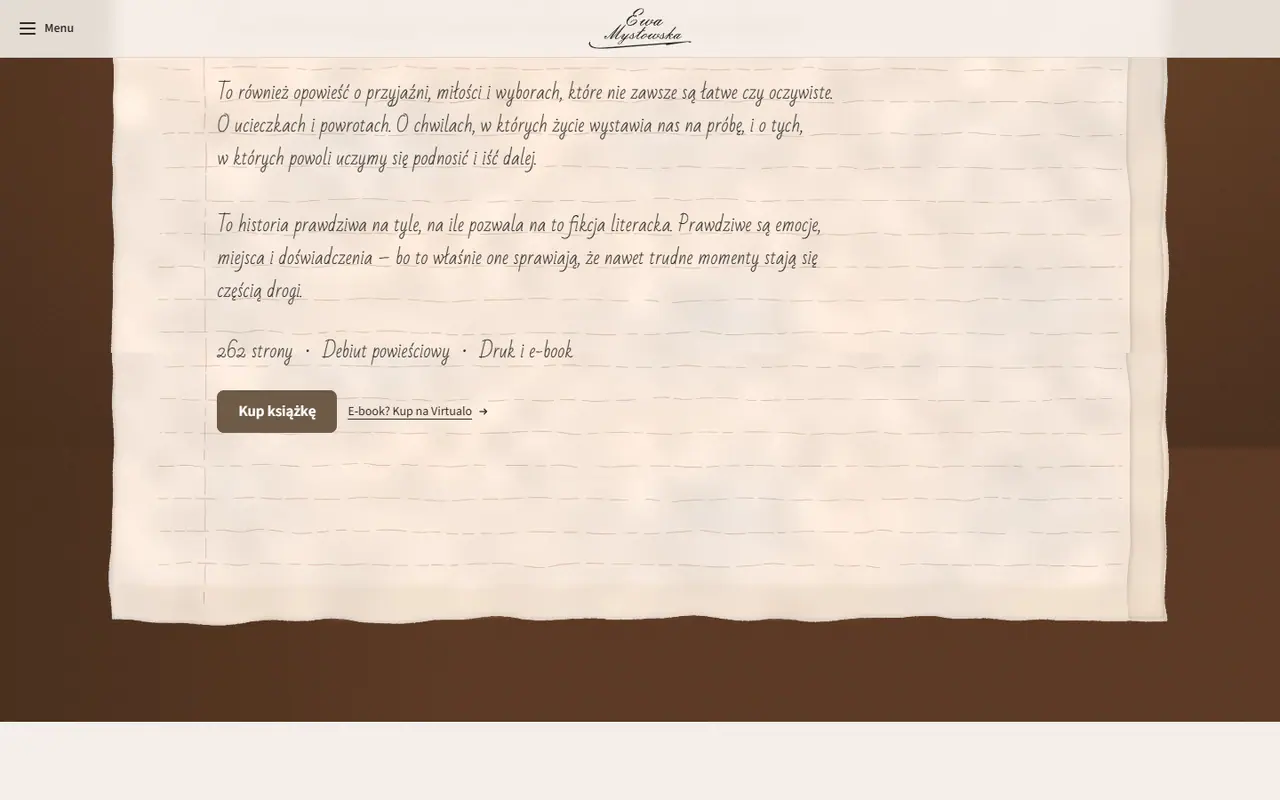 Menu
Ewa
Mysłowska
To również opowieść o przyjaźni, miłości i wyborach, które nie zawsze są łatwe czy oczywiste.
O ucieczkach i powrotach. O chwilach, w których życie wystawia nas na próbę, i o tych,
w których powoli uczymy się podnosić i iść dalej.
To historia prawdziwa na tyle, na ile pozwala na to fikcja literacka. Prawdziwe są emocje,
miejsca i doświadczenia – bo to właśnie one sprawiają, że nawet trudne momenty stają się
częścią drogi.
262 strony · Debiut powieściowy · Druk i e-book
Kup książkę
E-book? Kup na Virtualo →